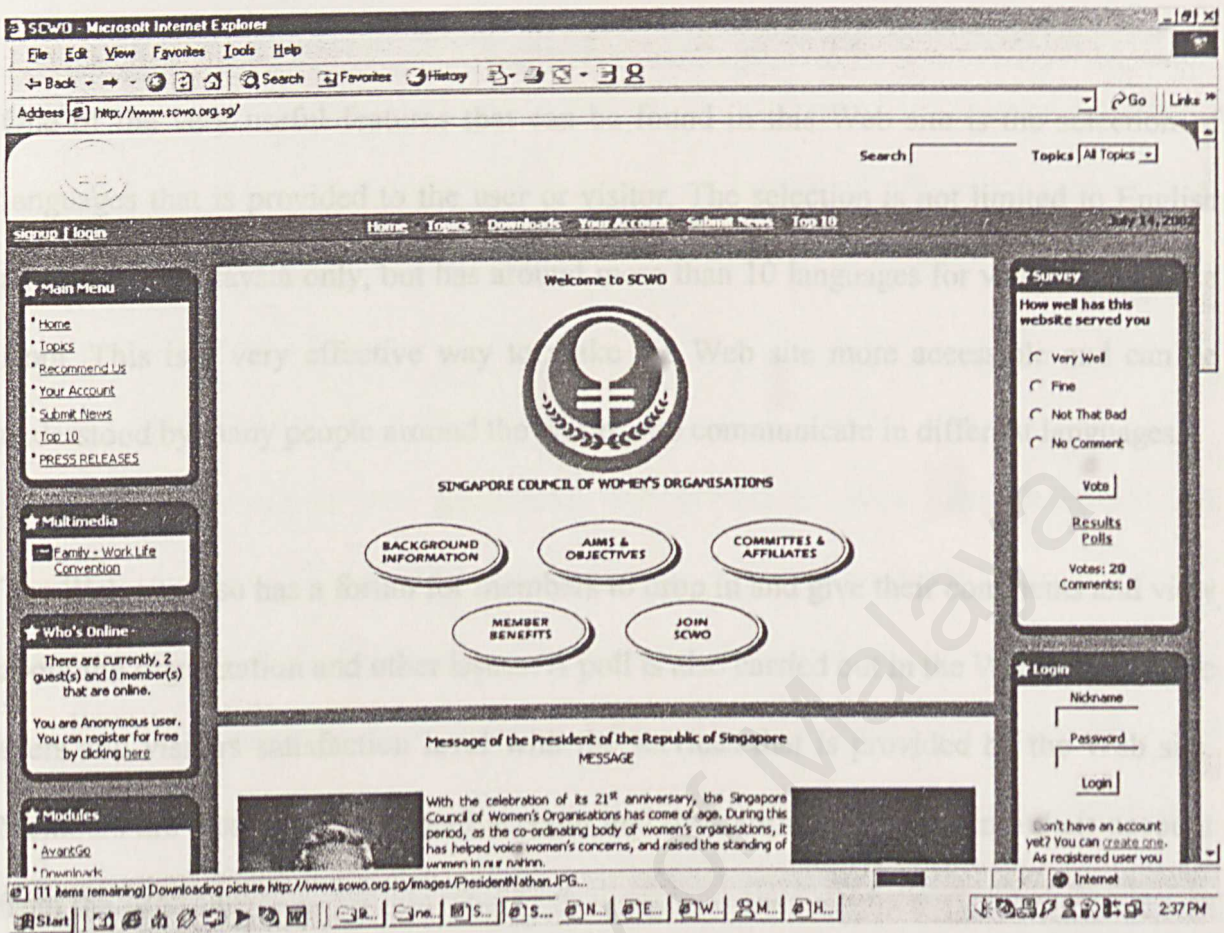 SCWO - Microsoft Internet Explorer
File Edit View Favorites Tools Help
Back Search Favorites History
Address http://www.scwo.org.sg/ Go Links »
Search Topics All Topics
signup | login
Home Topics Downloads Your Account Submit News Top 10
July 14, 2002
Main Menu
Home
Topics
Recommend Us
Your Account
Submit News
Top 10
PRESS RELEASES
Multimedia
Family - Work Life
Convention
Who's Online
There are currently, 2
guest(s) and 0 member(s)
that are online.
You are Anonymous user.
You can register for free
by clicking here
Modules
AvantGo
Downloads
Welcome to SCWO
SINGAPORE COUNCIL OF WOMEN'S ORGANISATIONS
BACKGROUND
INFORMATION
AIMS &
OBJECTIVES
COMMITTES &
AFFILIATES
MEMBER
BENEFITS
JOIN
SCWO
Message of the President of the Republic of Singapore
MESSAGE
With the celebration of its 21st anniversary, the Singapore
Council of Women's Organisations has come of age. During this
period, as the co-ordinating body of women's organisations, it
has helped voice women's concerns, and raised the standing of
women in our nation.
Survey
How well has this
website served you
Very Well
Fine
Not That Bad
No Comment
Vote
Results
Polls
Votes: 20
Comments: 0
Login
Nickname
Password
Login
Don't have an account
yet? You can create one.
As registered user you
(11 items remaining) Downloading picture http://www.scwo.org.sg/images/PresidentNathan.JPG...
Internet
Start
2:37 PM
of Malaya